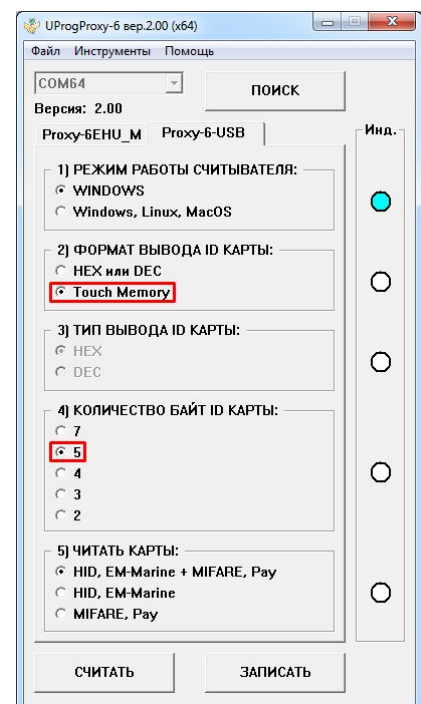 UProgProxy-6 вер.2.00 (x64)
Файл Инструменты Помощь
COM64
ПОИСК
Версия: 2.00
Proxy-6EHU_M Proxy-6-USB
Инд.
1) РЕЖИМ РАБОТЫ СЧИТЫВАТЕЛЯ:
WINDOWS
Windows, Linux, MacOS
2) ФОРМАТ ВЫВОДА ID КАРТЫ:
HEX или DEC
Touch Memory
3) ТИП ВЫВОДА ID КАРТЫ:
HEX
DEC
4) КОЛИЧЕСТВО БАЙТ ID КАРТЫ:
7
5
4
3
2
5) ЧИТАТЬ КАРТЫ:
HID, EM-Marine + MIFARE, Pay
HID, EM-Marine
MIFARE, Pay
СЧИТАТЬ
ЗАПИСАТЬ